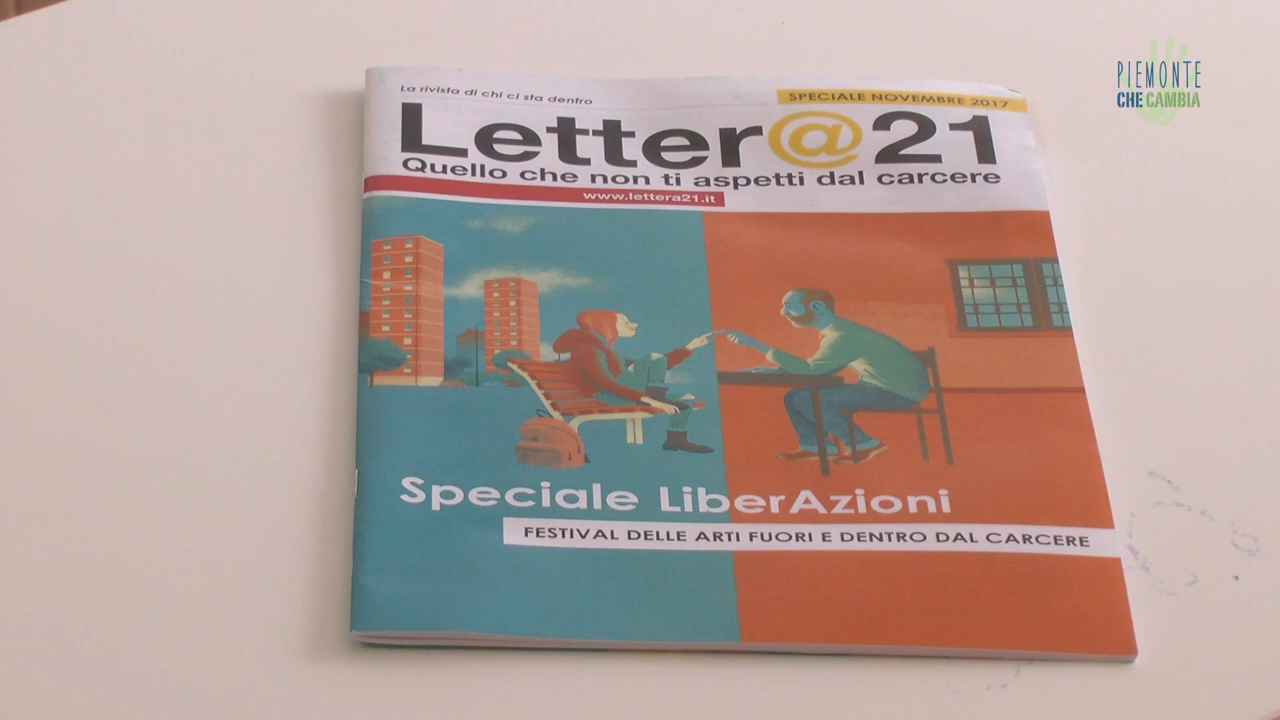 PIEMONTE
CHE CAMBIA
La rivista di chi ci sta dentro
SPECIALE NOVEMBRE 2017
Letter@21
Quello che non ti aspetti dal carcere
www.lettera21.it
Speciale LiberAzioni
FESTIVAL DELLE ARTI FUORI E DENTRO DAL CARCERE